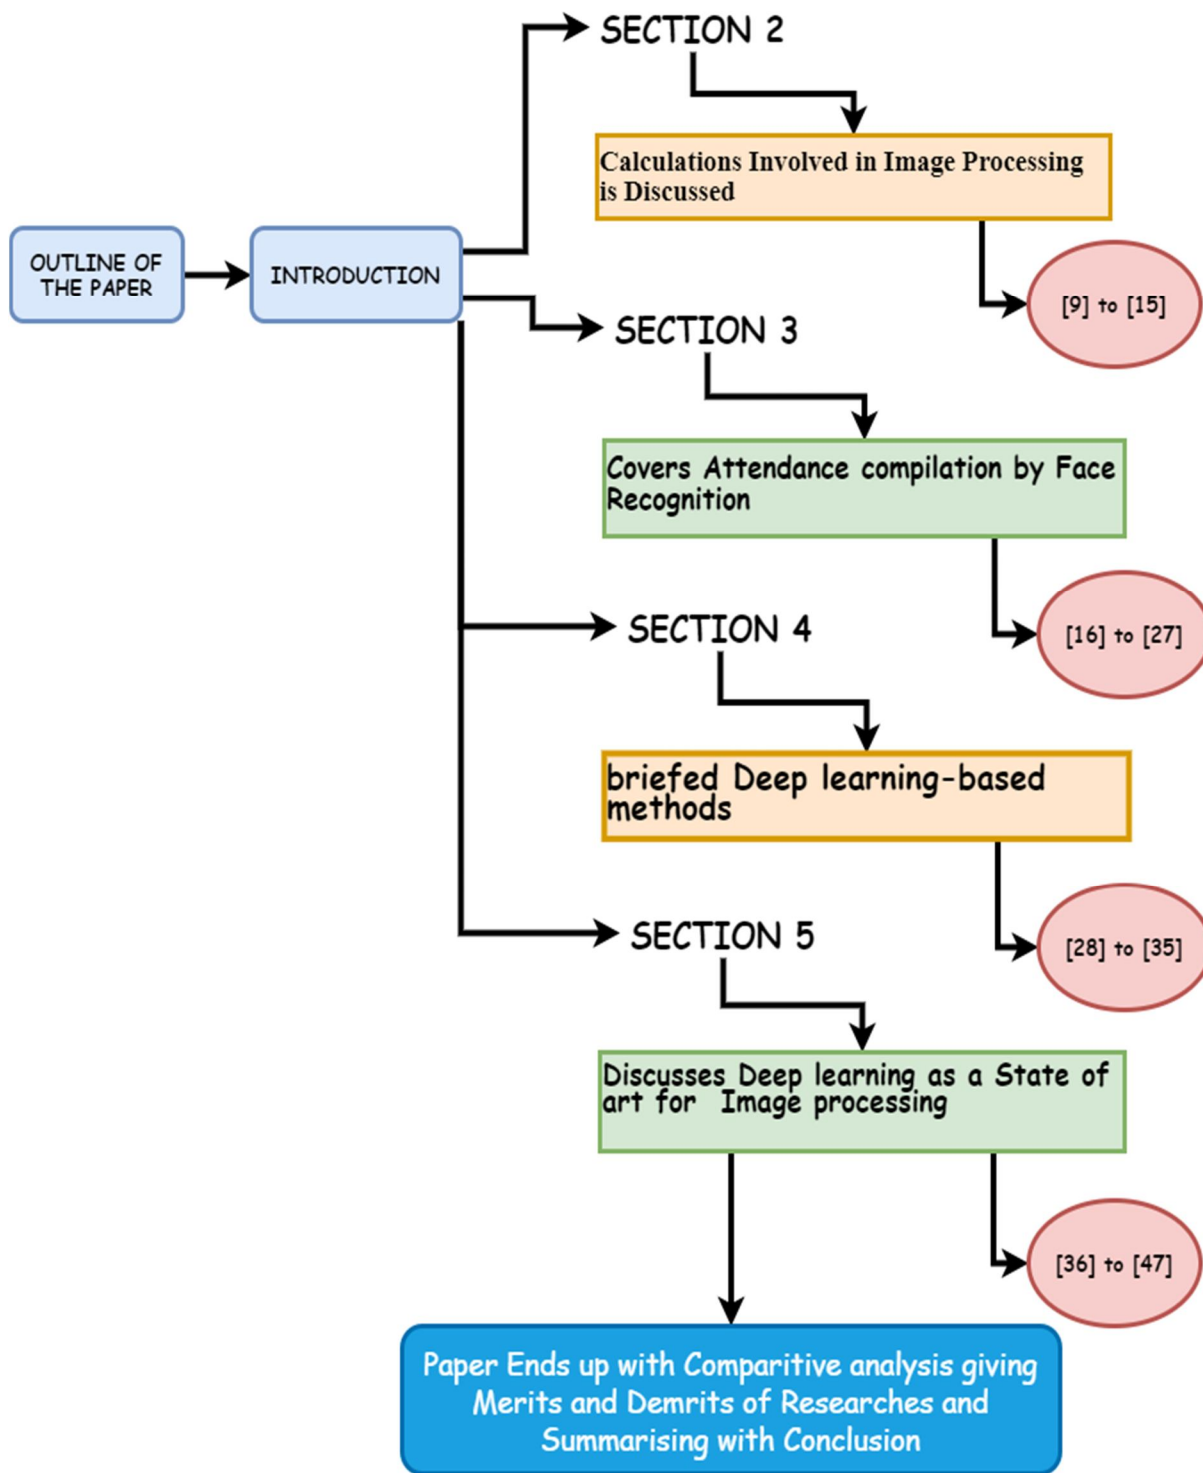 SECTION 2
Calculations Involved in Image Processing
is Discussed
OUTLINE OF
THE PAPER
INTRODUCTION
[9] to [15]
SECTION 3
Covers Attendance compilation by Face
Recognition
[16] to [27]
SECTION 4
briefed Deep learning-based
methods
[28] to [35]
SECTION 5
Discusses Deep learning as a State of
art for Image processing
[36] to [47]
Paper Ends up with Comparitive analysis giving
Merits and Demrits of Researches and
Summarising with Conclusion